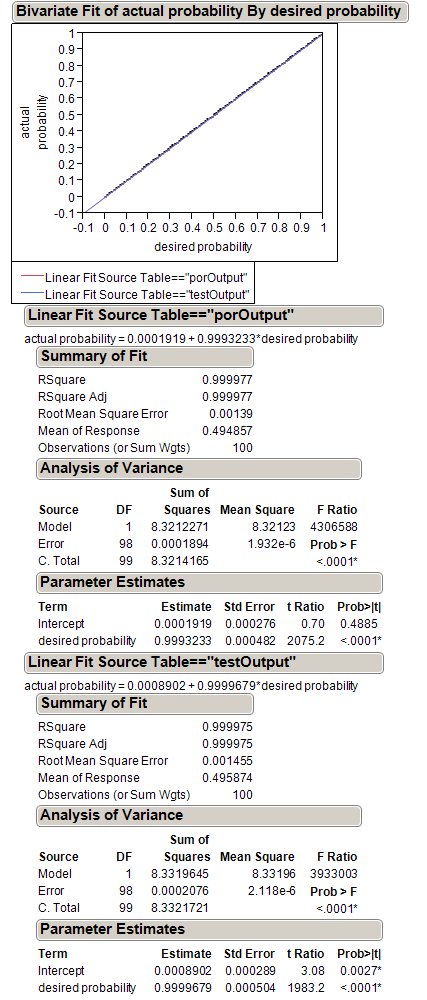 Bivariate Fit of actual probability By desired probability
1
0.9
0.8
0.7
0.6
0.5
0.4
0.3
0.2
0.1
0
-0.1
actual
probability
-0.1 0 0.1 0.2 0.3 0.4 0.5 0.6 0.7 0.8 0.9 1
desired probability
Linear Fit Source Table=="porOutput"
Linear Fit Source Table=="testOutput"
Linear Fit Source Table=="porOutput"
actual probability = 0.0001919 + 0.9993233*desired probability
Summary of Fit
RSquare 0.999977
RSquare Adj 0.999977
Root Mean Square Error 0.00139
Mean of Response 0.494857
Observations (or Sum Wgts) 100
Analysis of Variance
Sum of
Source DF Squares Mean Square F Ratio
Model 1 8.3212271 8.32123 4306588
Error 98 0.0001894 1.932e-6 Prob > F
C. Total 99 8.3214165 <.0001*
Parameter Estimates
Term Estimate Std Error t Ratio Prob>|t|
Intercept 0.0001919 0.000276 0.70 0.4885
desired probability 0.9993233 0.000482 2075.2 <.0001*
Linear Fit Source Table=="testOutput"
actual probability = 0.0008902 + 0.9999679*desired probability
Summary of Fit
RSquare 0.999975
RSquare Adj 0.999975
Root Mean Square Error 0.001455
Mean of Response 0.495874
Observations (or Sum Wgts) 100
Analysis of Variance
Sum of
Source DF Squares Mean Square F Ratio
Model 1 8.3319645 8.33196 3933003
Error 98 0.0002076 2.118e-6 Prob > F
C. Total 99 8.3321721 <.0001*
Parameter Estimates
Term Estimate Std Error t Ratio Prob>|t|
Intercept 0.0008902 0.000289 3.08 0.0027*
desired probability 0.9999679 0.000504 1983.2 <.0001*